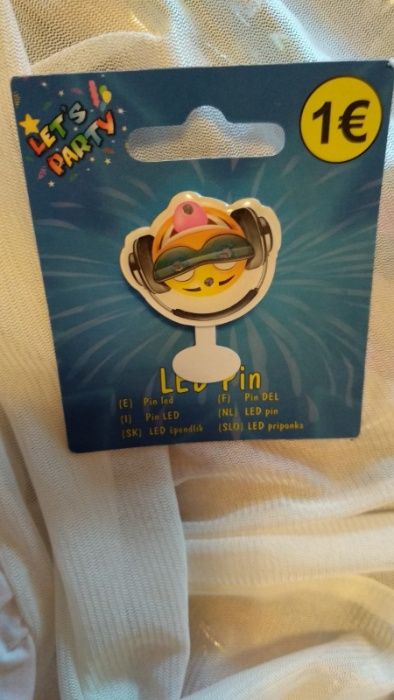 LET'S
PARTY
1€
LED Pin
(E) Pin led
(F) Pin DEL
(I) Pin LED
(NL) LED pin
(SK) LED špendlík
(SLO) LED priponka